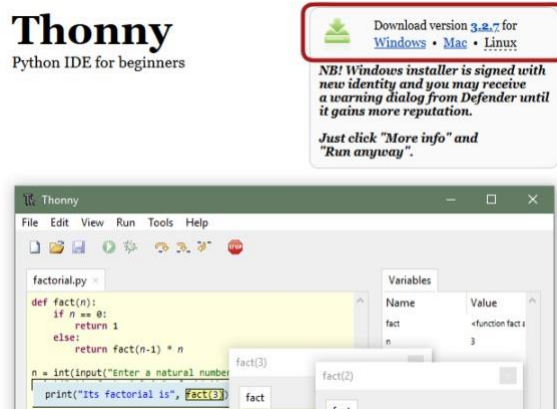 Thonny
Python IDE for beginners
Download version 3.2.7 for
Windows • Mac • Linux
NB! Windows installer is signed with
new identity and you may receive
a warning dialog from Defender until
it gains more reputation.
Just click "More info" and
"Run anyway".
Thonny
File Edit View Run Tools Help
STOP
factorial.py
def fact(n):
if n == 0:
return 1
else:
return fact(n-1) * n
n = int(input("Enter a natural number
print("Its factorial is", fact(3))
Variables
Name Value
fact <function fact a
n 3
fact(3)
fact
fact(2)